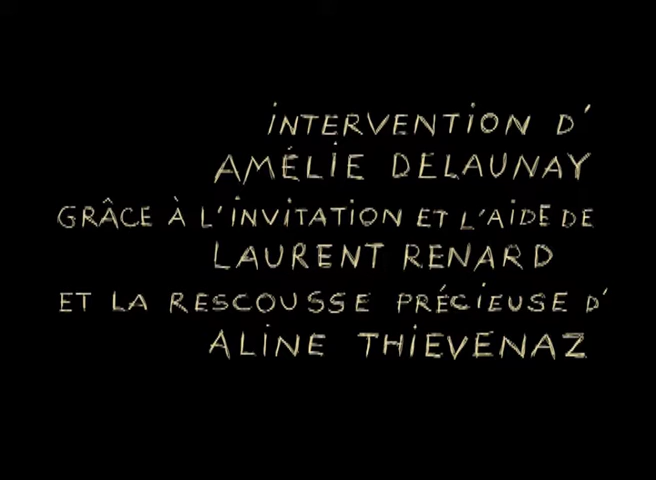 INTERVENTION D'
AMÉLIE DELAUNAY
GRÂCE À L'INVITATION ET L'AIDE DE
LAURENT RENARD
ET LA RESCOUSSE PRÉCIEUSE D'
ALINE THIEVENAZ